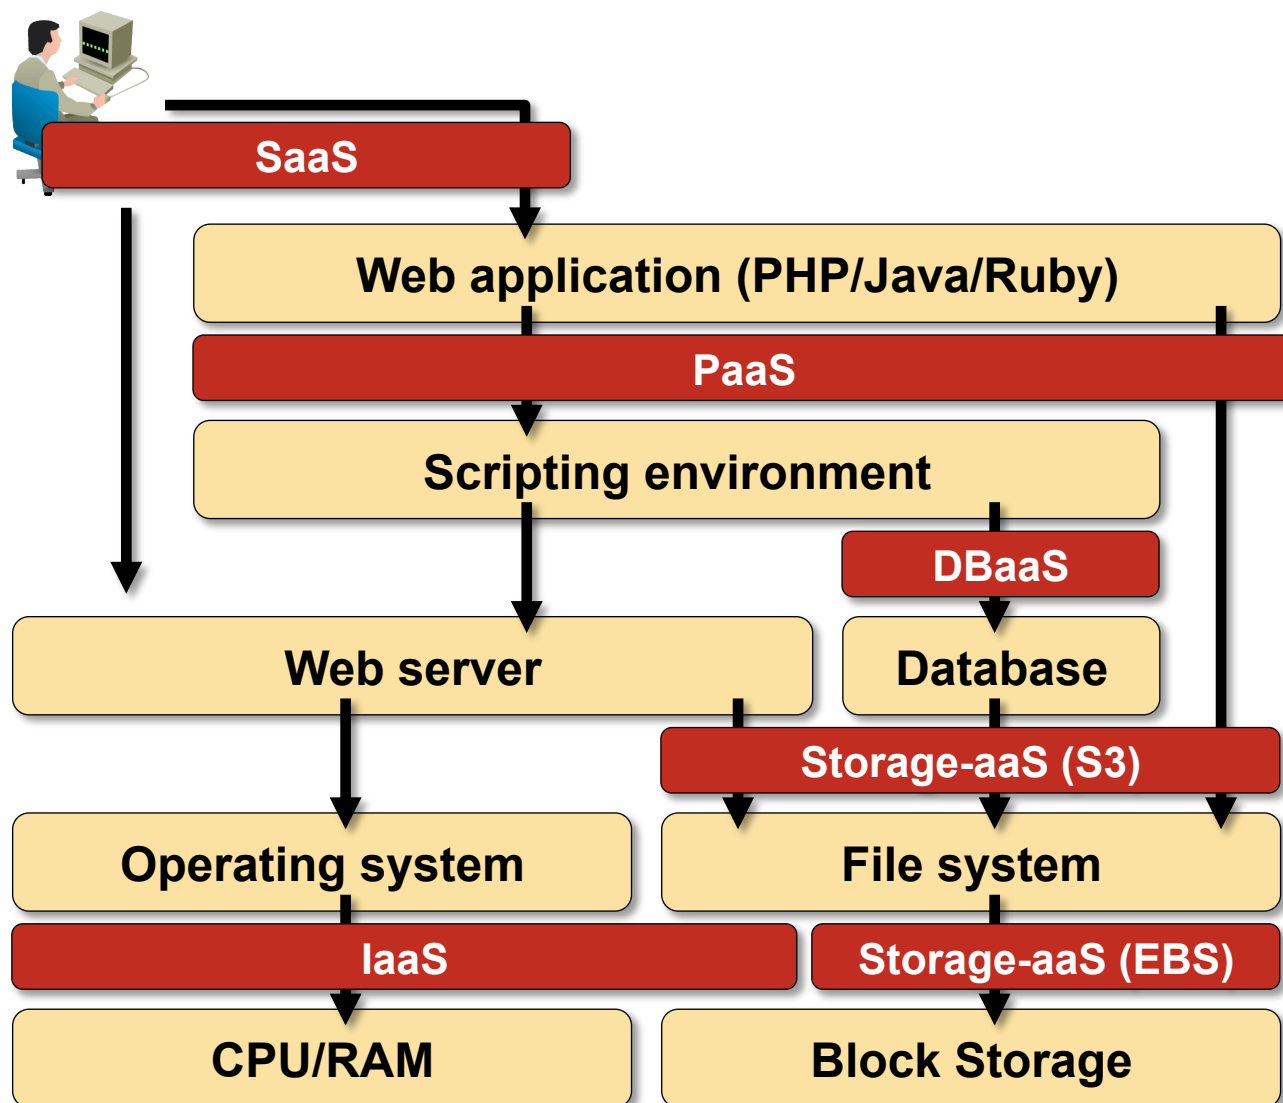 SaaS
Web application (PHP/Java/Ruby)
PaaS
Scripting environment
DBaaS
Web server
Database
Storage-aaS (S3)
Operating system
File system
IaaS
Storage-aaS (EBS)
CPU/RAM
Block Storage